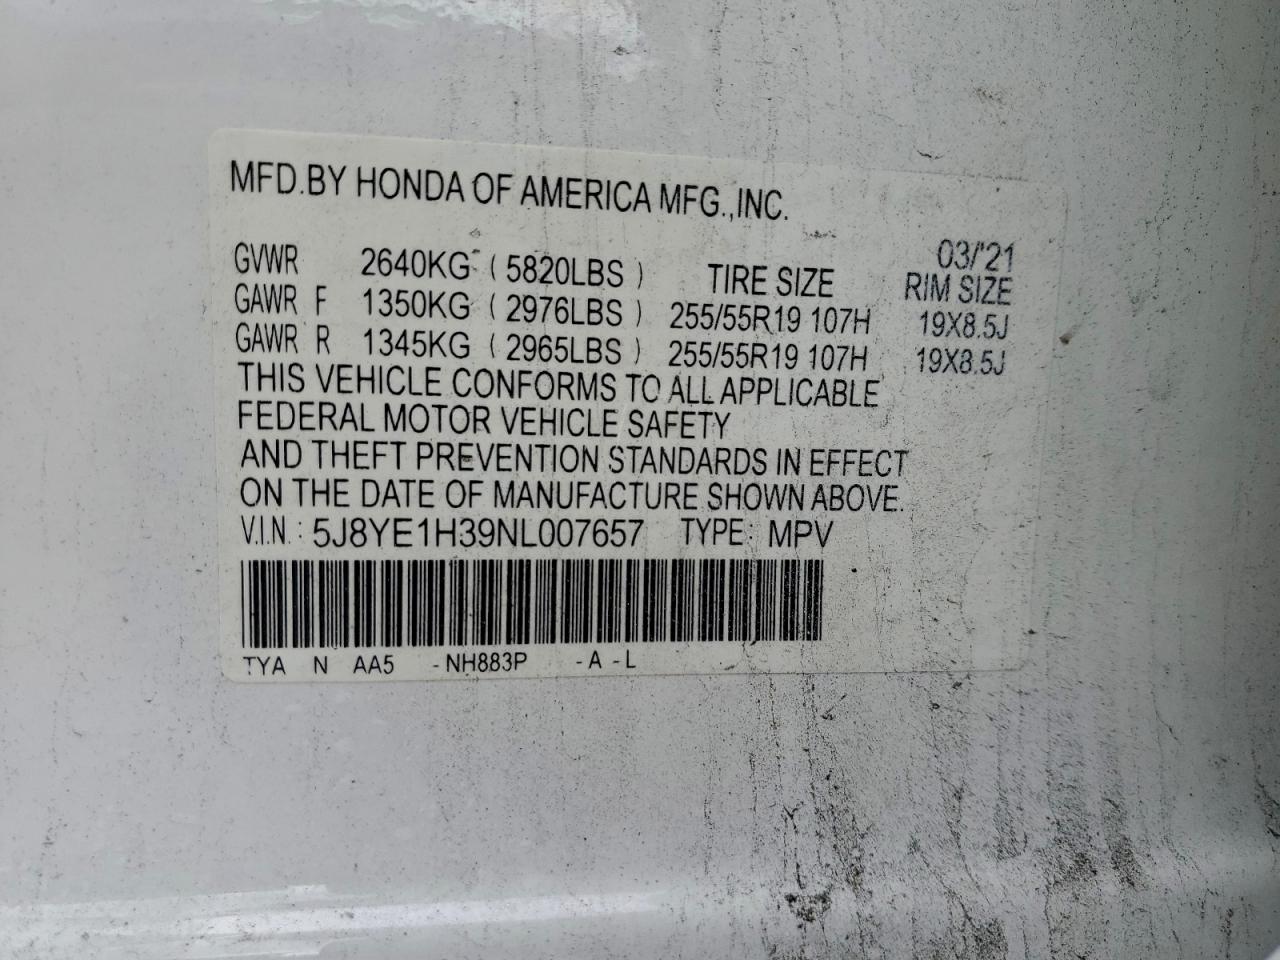 MFD.BY HONDA OF AMERICA MFG.,INC.
03/'21
GVWR 2640KG ( 5820LBS ) TIRE SIZE RIM SIZE
GAWR F 1350KG ( 2976LBS ) 255/55R19 107H 19X8.5J
GAWR R 1345KG ( 2965LBS ) 255/55R19 107H 19X8.5J
THIS VEHICLE CONFORMS TO ALL APPLICABLE
FEDERAL MOTOR VEHICLE SAFETY
AND THEFT PREVENTION STANDARDS IN EFFECT
ON THE DATE OF MANUFACTURE SHOWN ABOVE.
V.I.N.: 5J8YE1H39NL007657 TYPE: MPV
TYA N AA5 -NH883P -A -L